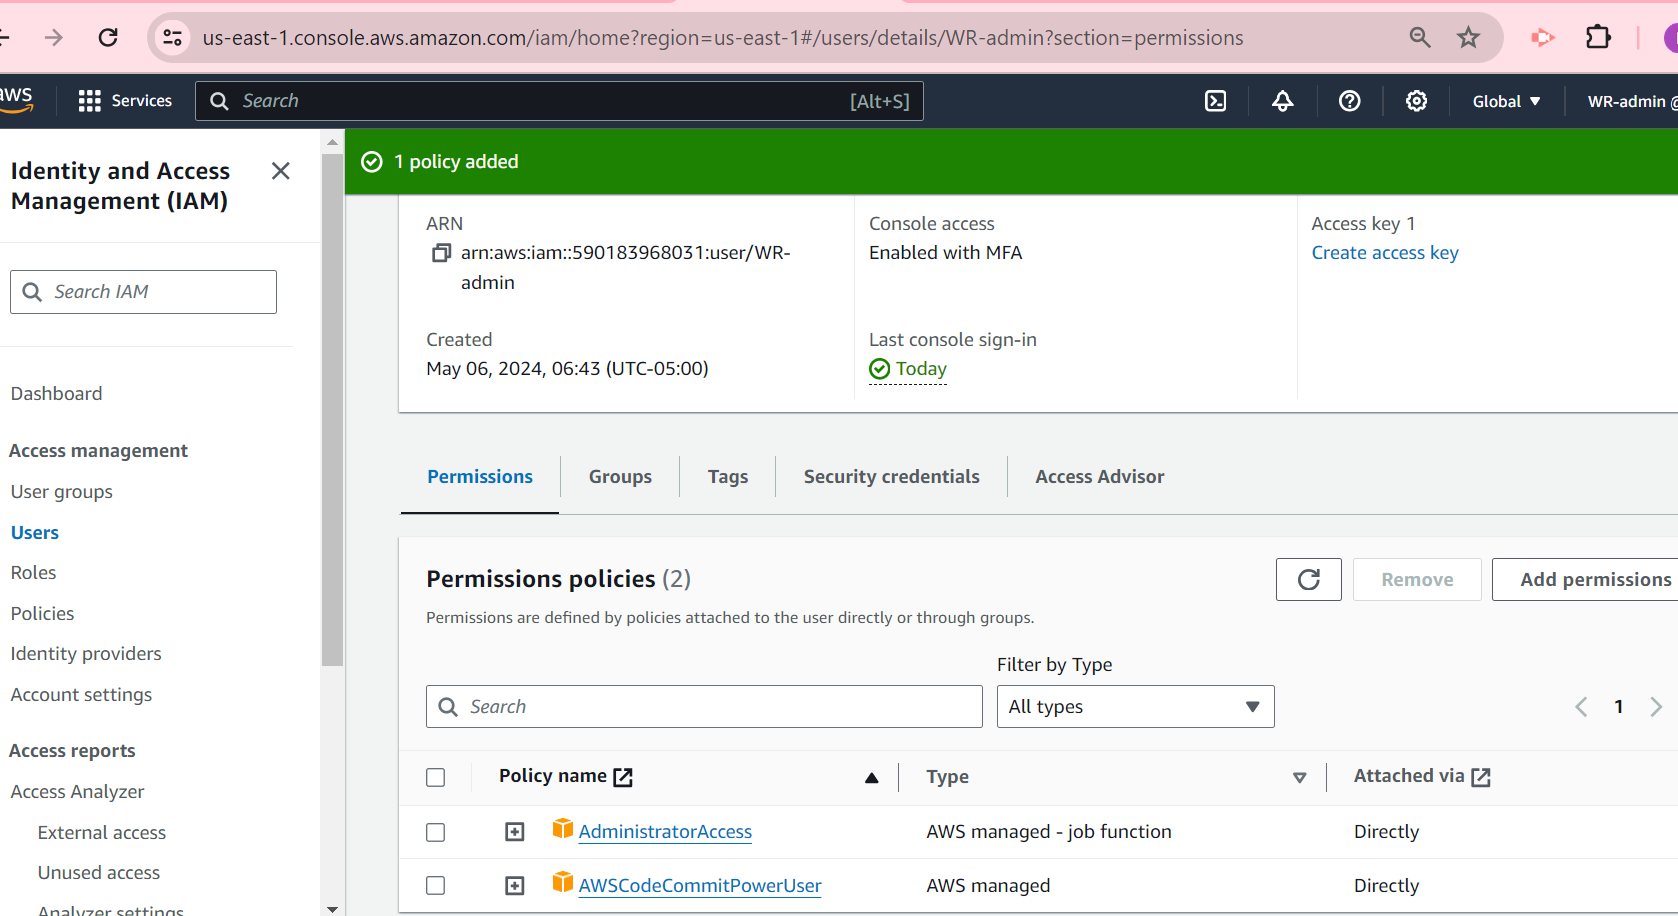 us-east-1.console.aws.amazon.com/iam/home?region=us-east-1#/users/details/WR-admin?section=permissions
aws
Services
Search
[Alt+S]
Global
WR-admin @
Identity and Access
Management (IAM)
Search IAM
Dashboard
Access management
User groups
Users
Roles
Policies
Identity providers
Account settings
Access reports
Access Analyzer
External access
Unused access
Analyzer settings
1 policy added
ARN
arn:aws:iam::590183968031:user/WR-
admin
Console access
Enabled with MFA
Access key 1
Create access key
Created
May 06, 2024, 06:43 (UTC-05:00)
Last console sign-in
Today
Permissions
Groups
Tags
Security credentials
Access Advisor
Permissions policies (2)
Remove
Add permissions
Permissions are defined by policies attached to the user directly or through groups.
Filter by Type
Search
All types
1
Policy name
Type
Attached via
AdministratorAccess
AWS managed - job function
Directly
AWSCodeCommitPowerUser
AWS managed
Directly